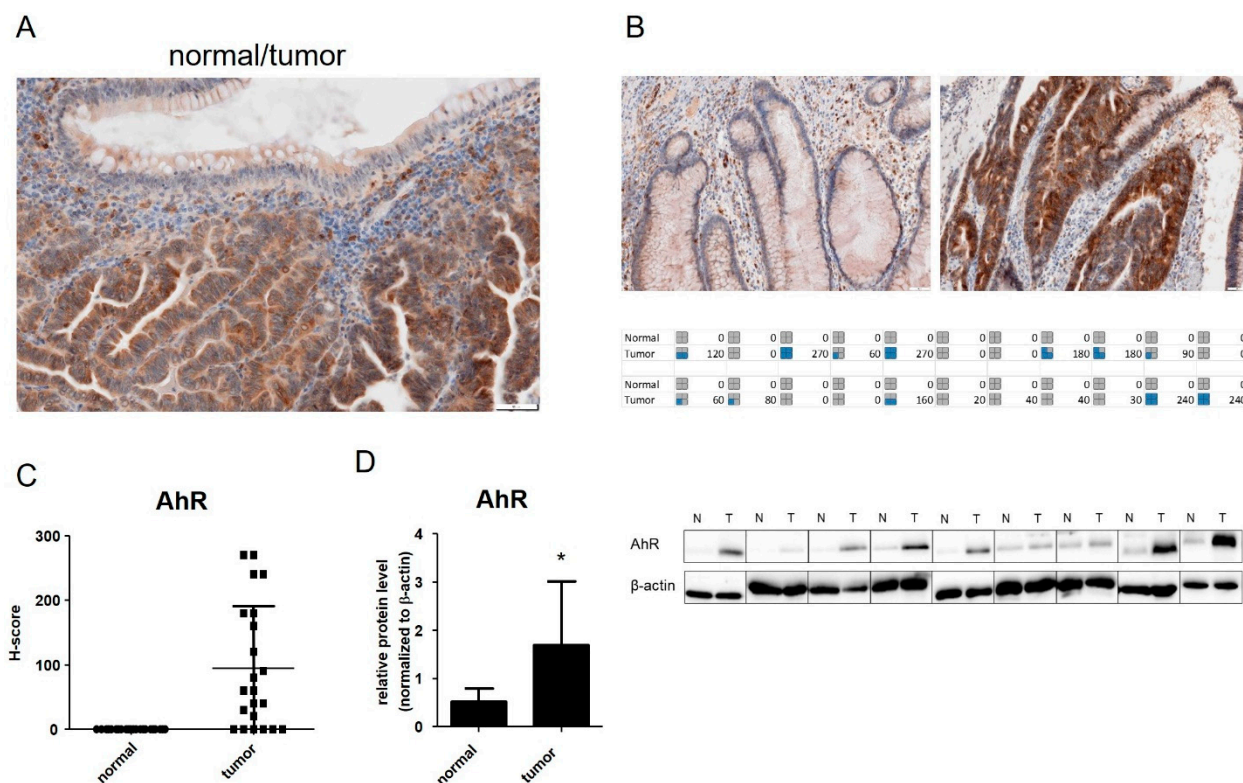 A
normal/tumor
B
Normal 0 0 0 0 0 0 0 0 0 0 0
Tumor 120 0 270 60 270 0 0 180 180 90 0
Normal 0 0 0 0 0 0 0 0 0 0 0
Tumor 60 80 0 0 160 20 40 40 30 240 240
C
AhR
H-score
300
200
100
0
normal
tumor
D
AhR
relative protein level
(normalized to β-actin)
4
3
2
1
0
*
normal
tumor
N T N T N T N T N T N T N T N T N T
AhR
β-actin